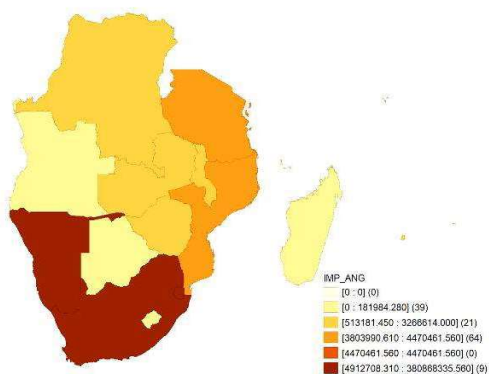 IMP_ANG
[0 : 0] (0)
[0 : 181984.280] (39)
[513181.450 : 3266614.000] (21)
[3803990.610 : 4470461.560] (64)
[4470461.560 : 4470461.560] (0)
[4912708.310 : 380868335.560] (9)